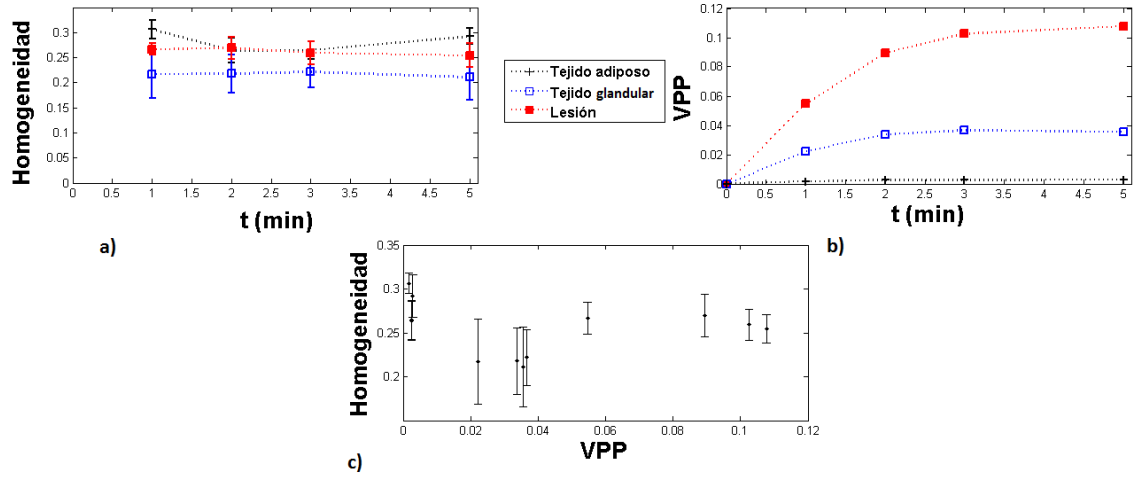 Homogeneidad
0.3
0.25
0.2
0.15
0.1
0.05
0
0 0.5 1 1.5 2 2.5 3 3.5 4 4.5 5
t (min)
a)
Tejido adiposo
Tejido glandular
Lesión
VPP
0.12
0.1
0.08
0.06
0.04
0.02
0
0 0.5 1 1.5 2 2.5 3 3.5 4 4.5 5
t (min)
b)
Homogeneidad
0.35
0.3
0.25
0.2
0 0.02 0.04 0.06 0.08 0.1 0.12
VPP
c)